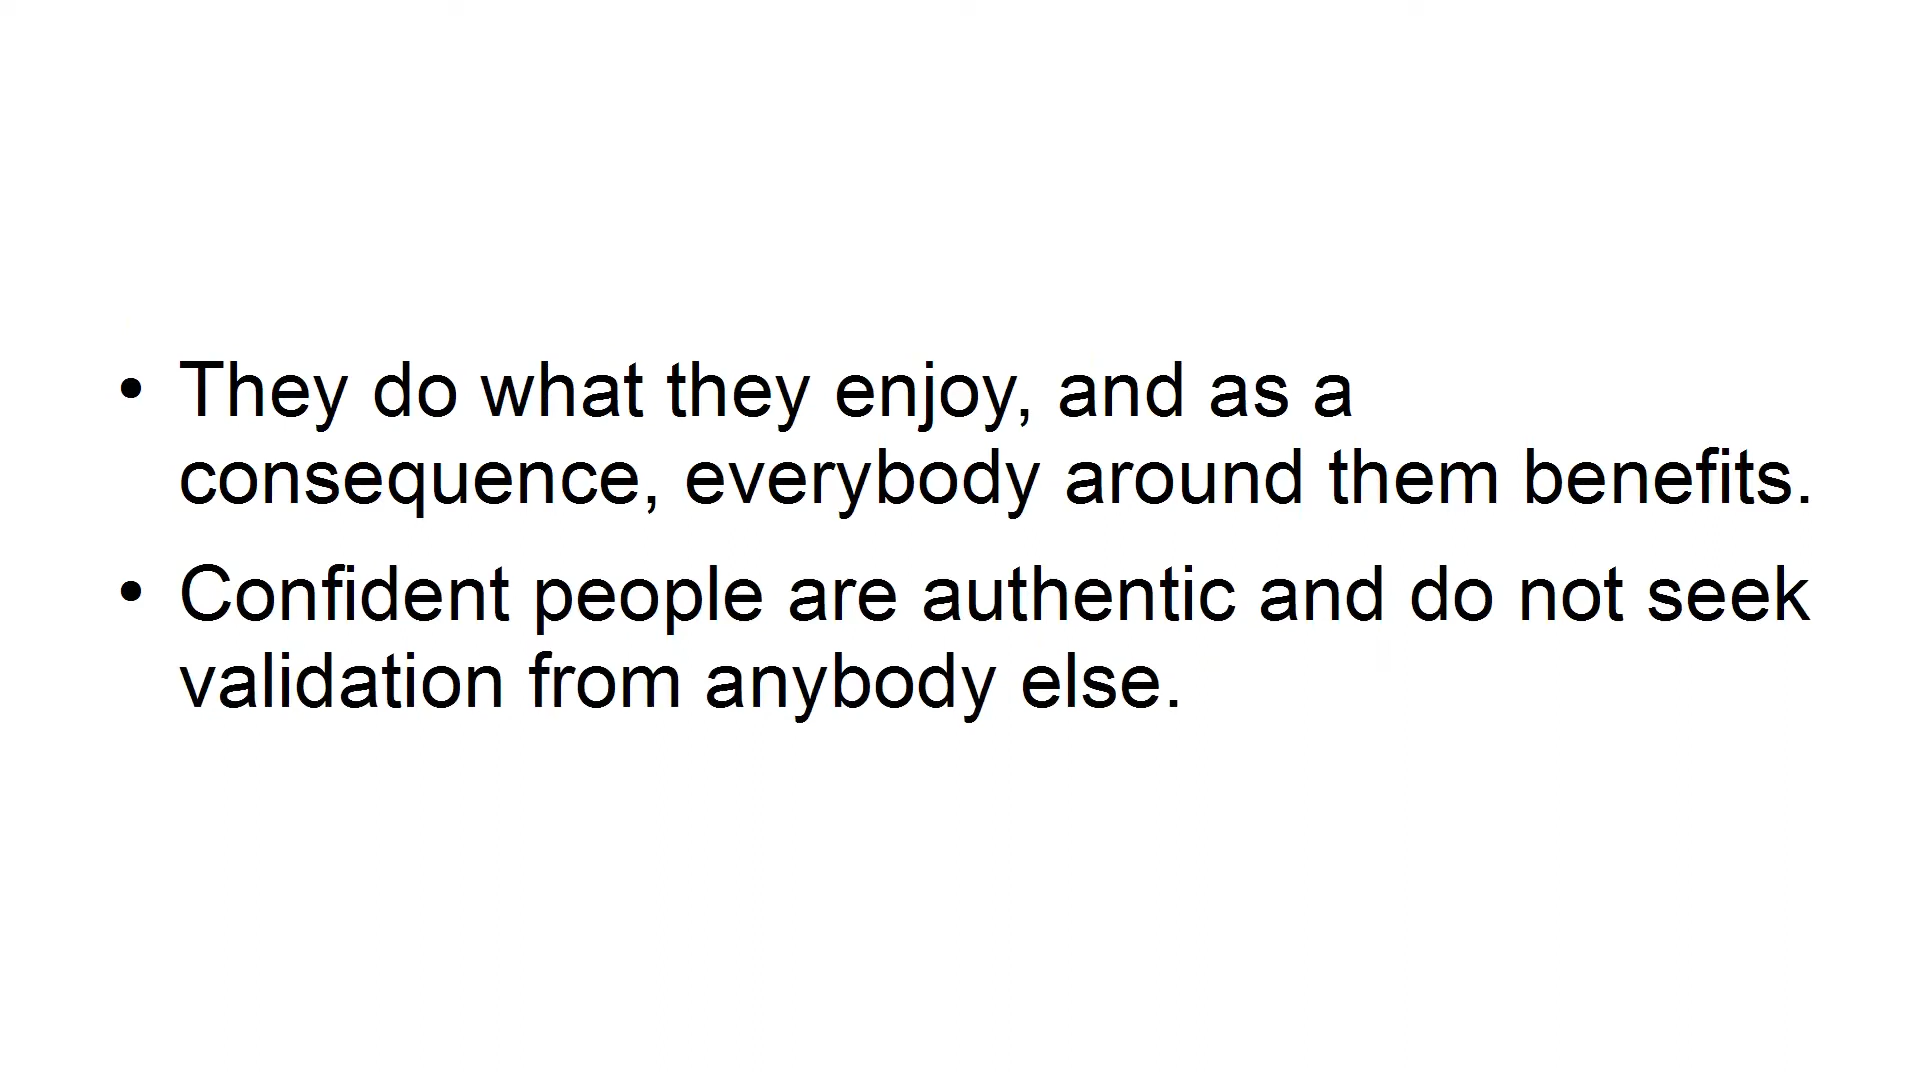 • They do what they enjoy, and as a
consequence, everybody around them benefits.
• Confident people are authentic and do not seek
validation from anybody else.